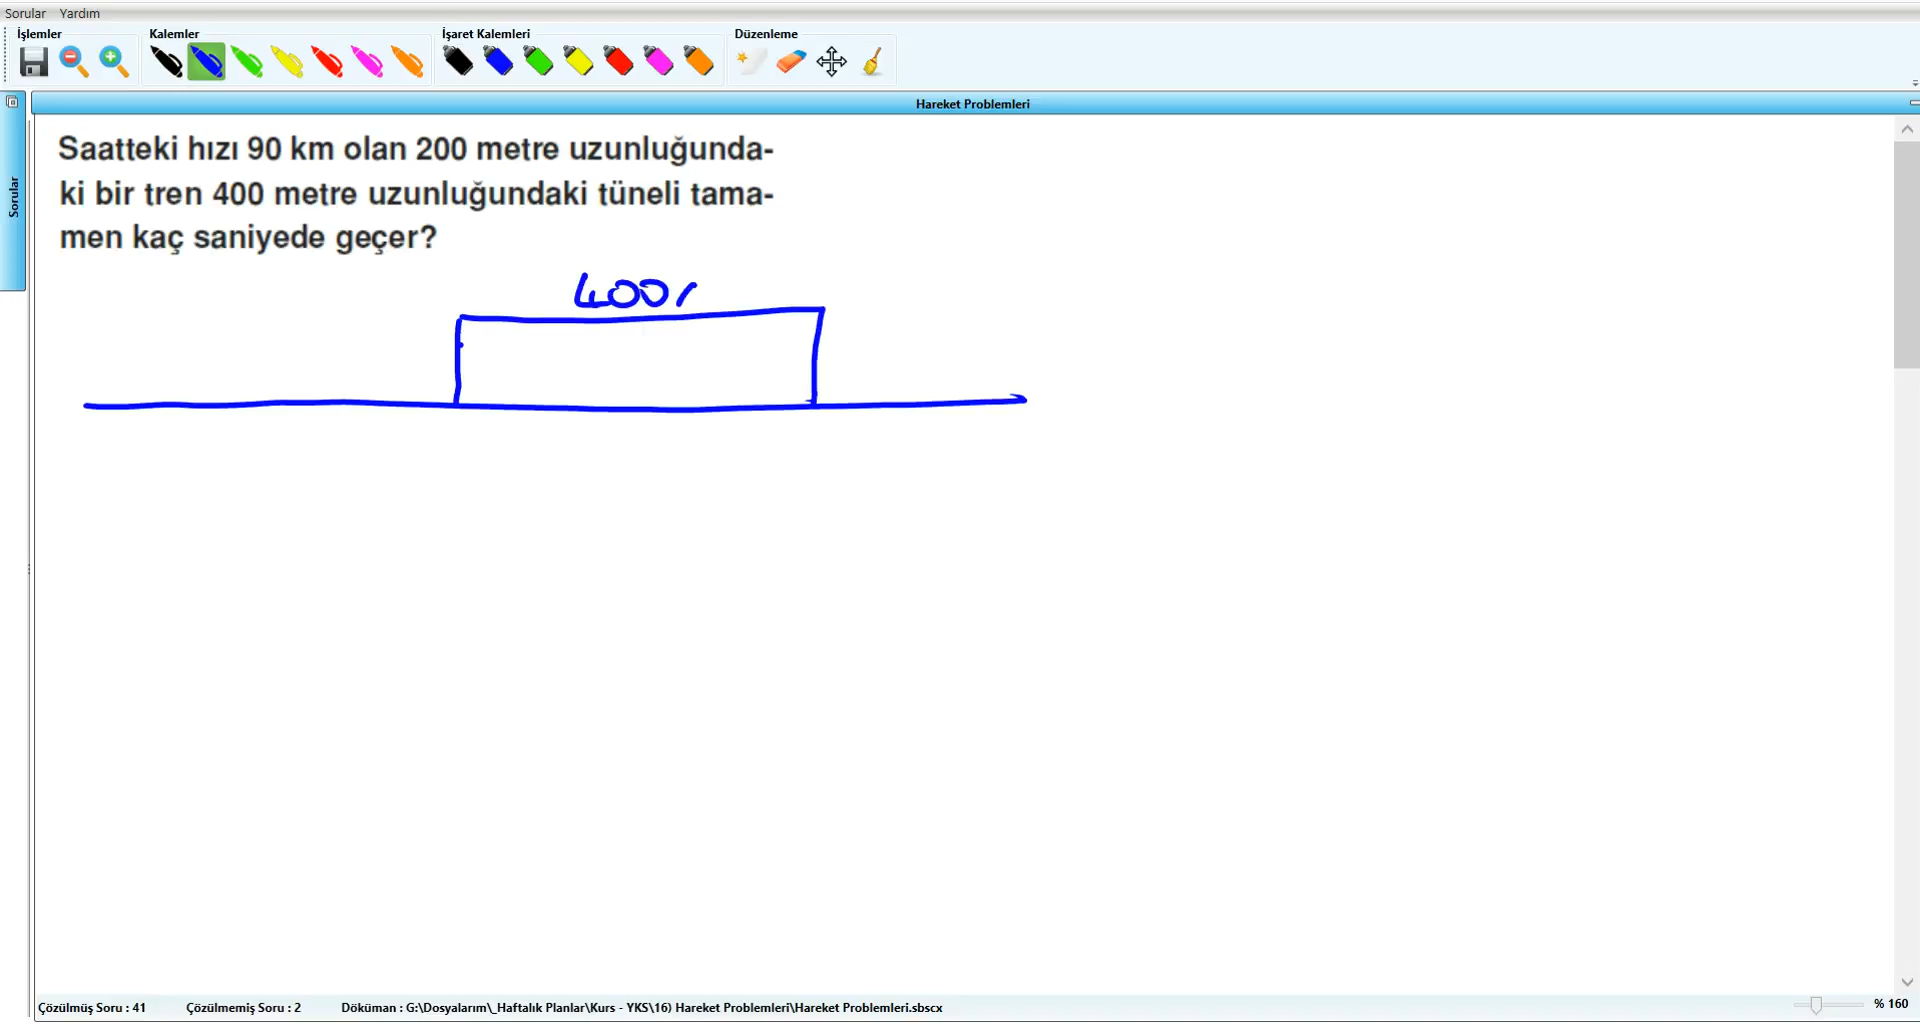 Sorular Yardım
İşlemler Kalemler İşaret Kalemleri Düzenleme
Hareket Problemleri
Sorular
Saatteki hızı 90 km olan 200 metre uzunluğunda-
ki bir tren 400 metre uzunluğundaki tüneli tama-
men kaç saniyede geçer?
400
Çözülmüş Soru : 41 Çözülmemiş Soru : 2 Döküman : G:\Dosyalarım\_Haftalık Planlar\Kurs - YKS\16) Hareket Problemleri\Hareket Problemleri.sbscx % 160